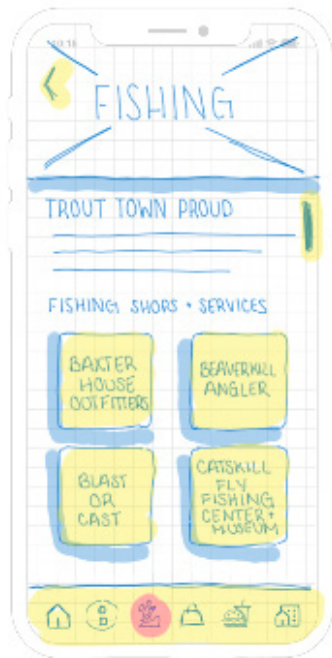 FISHING
TROUT TOWN PROUD
FISHING SHOPS + SERVICES
BAXTER
HOUSE
OUTFITTERS
BEAVERKILL
ANGLER
BLAST
OR
CAST
CATSKILL
FLY
FISHING
CENTER +
MUSEUM